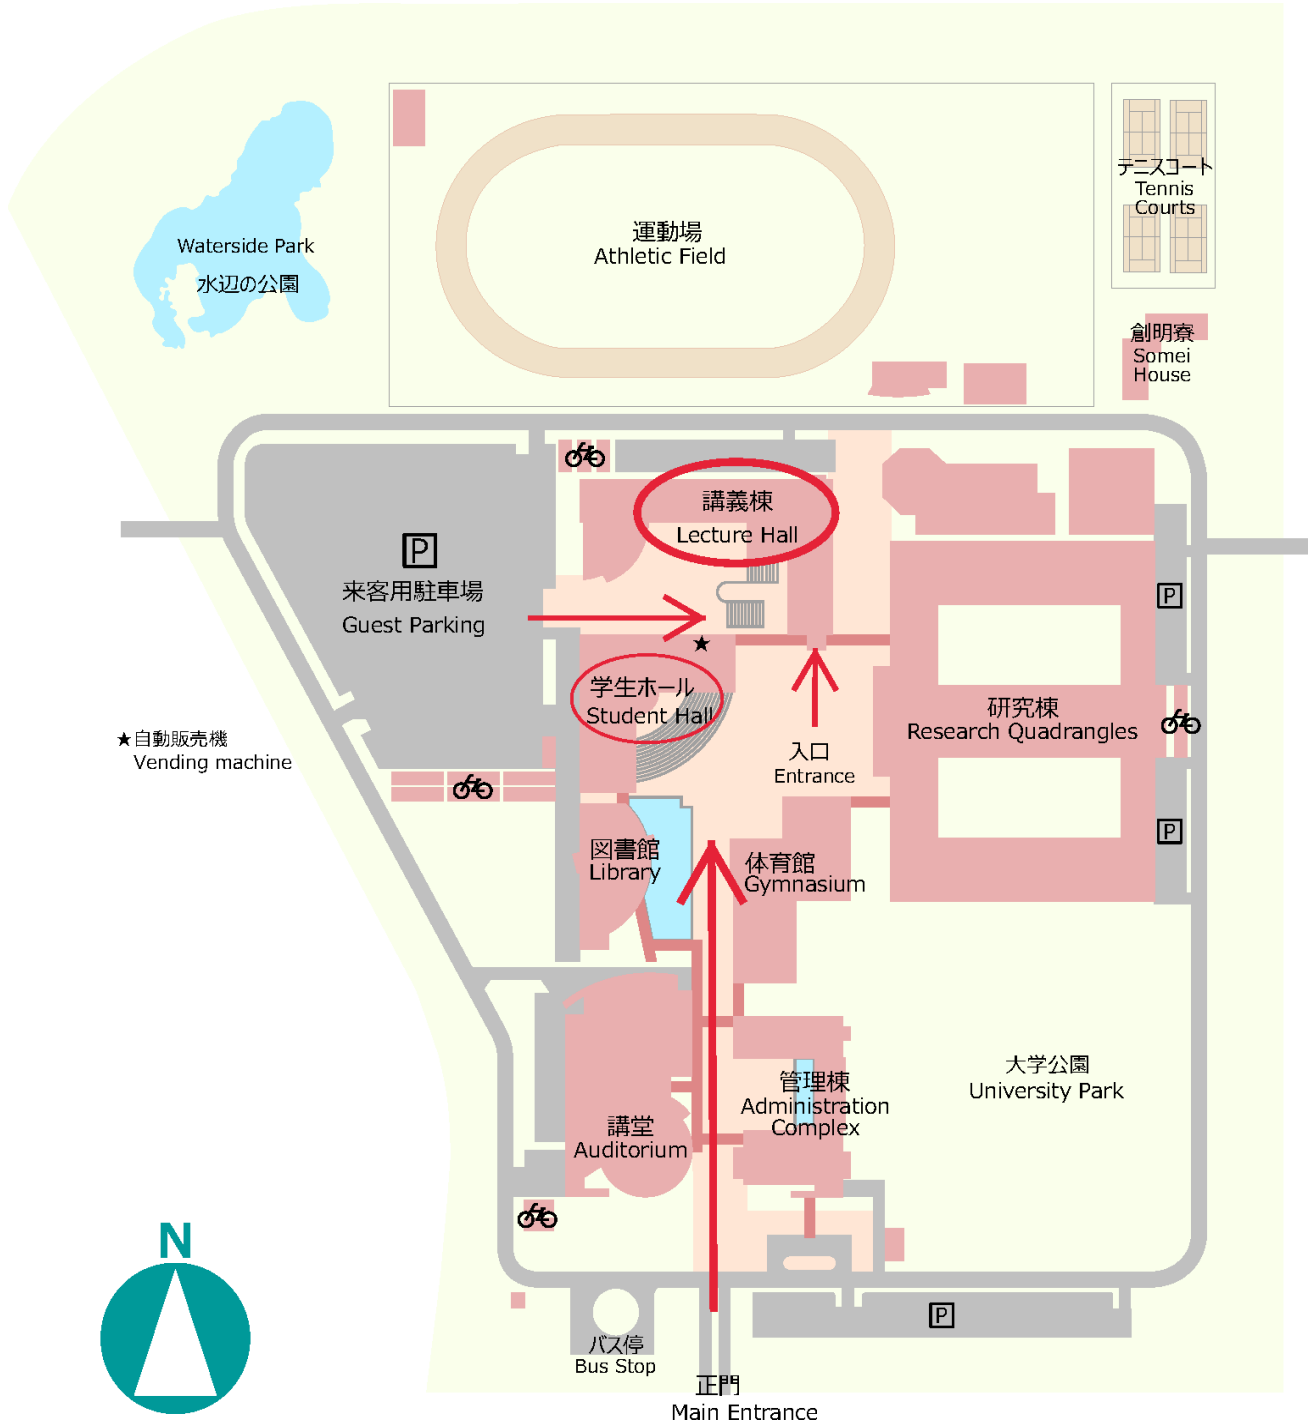 テニスコート
Tennis
Courts
運動場
Athletic Field
Waterside Park
水辺の公園
創明寮
Somei
House
講義棟
Lecture Hall
P
来客用駐車場
Guest Parking
P
★
学生ホール
Student Hall
研究棟
Research Quadrangles
★自動販売機
Vending machine
入口
Entrance
P
図書館
Library
体育館
Gymnasium
大学公園
University Park
管理棟
Administration
Complex
講堂
Auditorium
N
P
バス停
Bus Stop
正門
Main Entrance